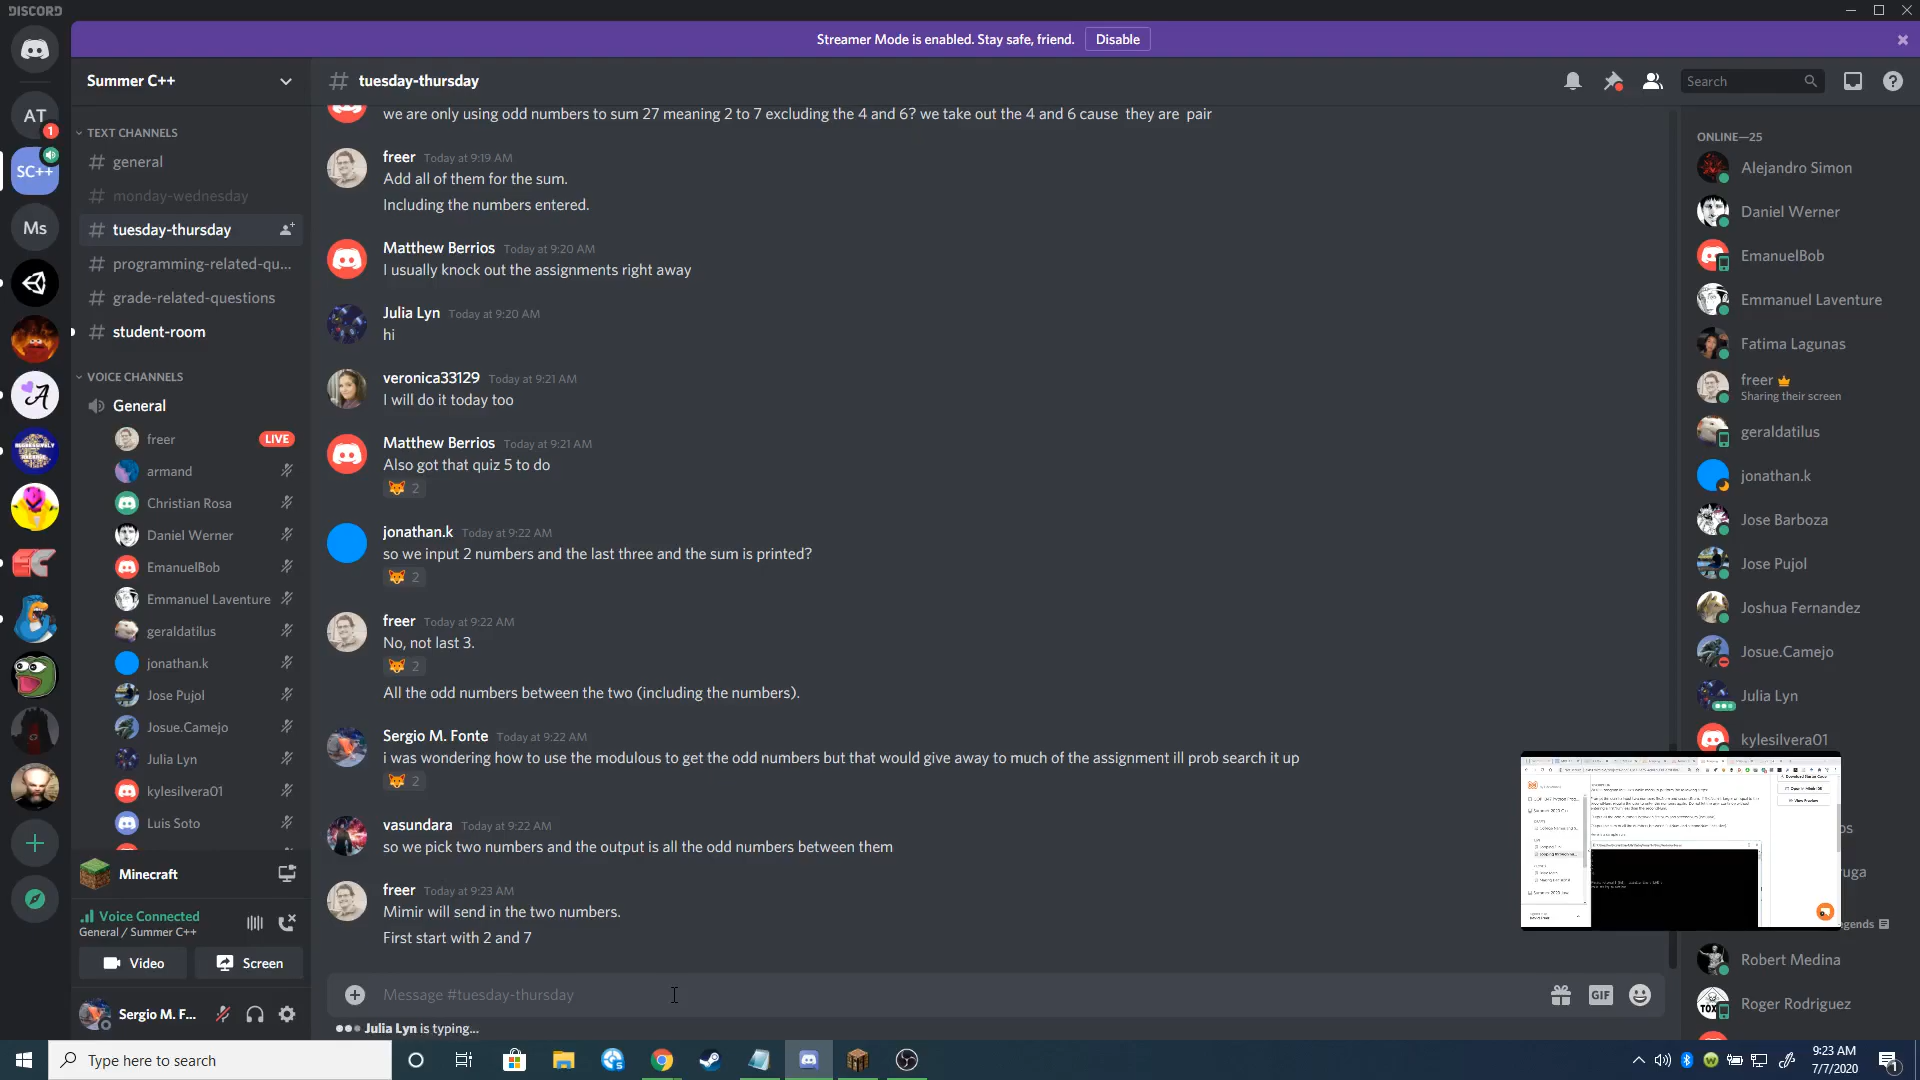 DISCORD
Streamer Mode is enabled. Stay safe, friend.
Disable
Summer C++
tuesday-thursday
Search
AT
1
SC++
Ms
TEXT CHANNELS
general
monday-wednesday
tuesday-thursday
programming-related-qu...
grade-related-questions
student-room
VOICE CHANNELS
General
freer
LIVE
armand
Christian Rosa
Daniel Werner
EmanuelBob
Emmanuel Laventure
geraldatilus
jonathan.k
Jose Pujol
Josue.Camejo
Julia Lyn
kylesilvera01
Luis Soto
Minecraft
Voice Connected
General / Summer C++
Video
Screen
Sergio M. F...
we are only using odd numbers to sum 27 meaning 2 to 7 excluding the 4 and 6? we take out the 4 and 6 cause they are pair
freer Today at 9:19 AM
Add all of them for the sum.
Including the numbers entered.
Matthew Berrios Today at 9:20 AM
I usually knock out the assignments right away
Julia Lyn Today at 9:20 AM
hi
veronica33129 Today at 9:21 AM
I will do it today too
Matthew Berrios Today at 9:21 AM
Also got that quiz 5 to do
2
jonathan.k Today at 9:22 AM
so we input 2 numbers and the last three and the sum is printed?
2
freer Today at 9:22 AM
No, not last 3.
2
All the odd numbers between the two (including the numbers).
Sergio M. Fonte Today at 9:22 AM
i was wondering how to use the modulous to get the odd numbers but that would give away to much of the assignment ill prob search it up
2
vasundara Today at 9:22 AM
so we pick two numbers and the output is all the odd numbers between them
freer Today at 9:23 AM
Mimir will send in the two numbers.
First start with 2 and 7
Message #tuesday-thursday
GIF
Julia Lyn is typing...
ONLINE—25
Alejandro Simon
Daniel Werner
EmanuelBob
Emmanuel Laventure
Fatima Lagunas
freer
Sharing their screen
geraldatilus
jonathan.k
Jose Barboza
Jose Pujol
Joshua Fernandez
Josue.Camejo
Julia Lyn
kylesilvera01
os
uga
egends
Robert Medina
Roger Rodriguez
TOX
Type here to search
9:23 AM
7/7/2020
1